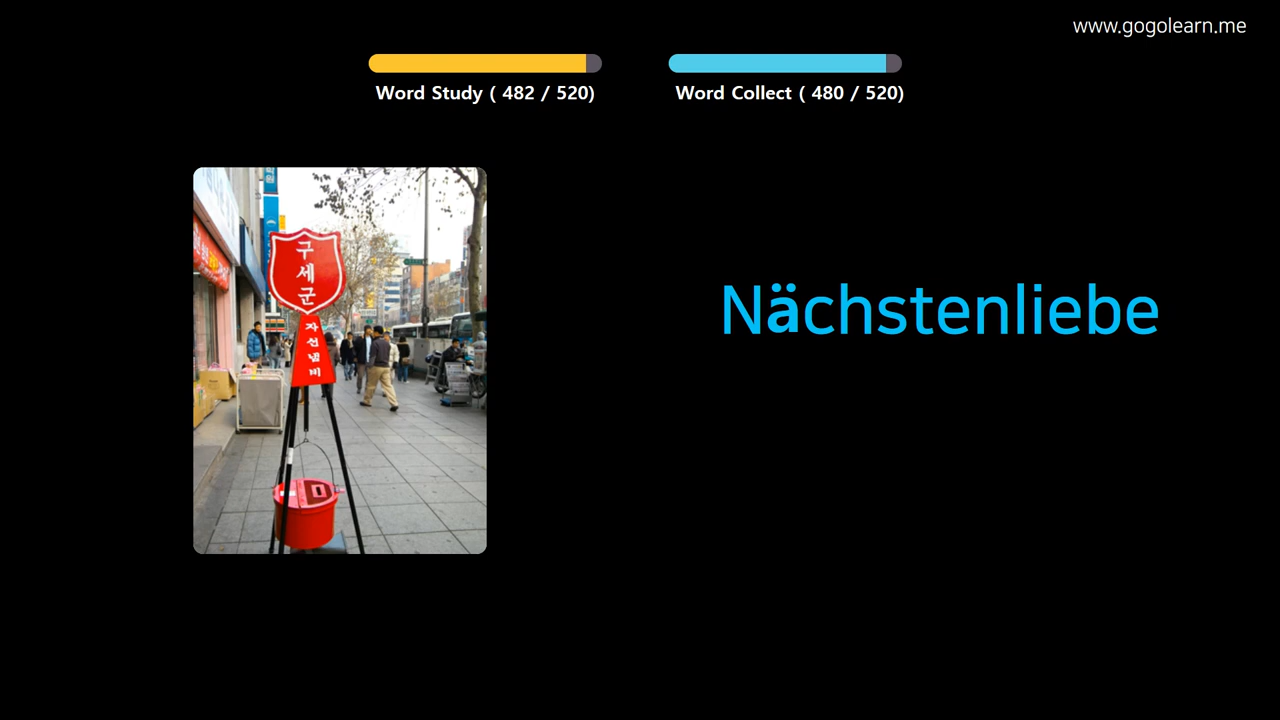 www.gogolearn.me
Word Study ( 482 / 520)
Word Collect ( 480 / 520)
구
세
군
자
선
냄
비
Nächstenliebe